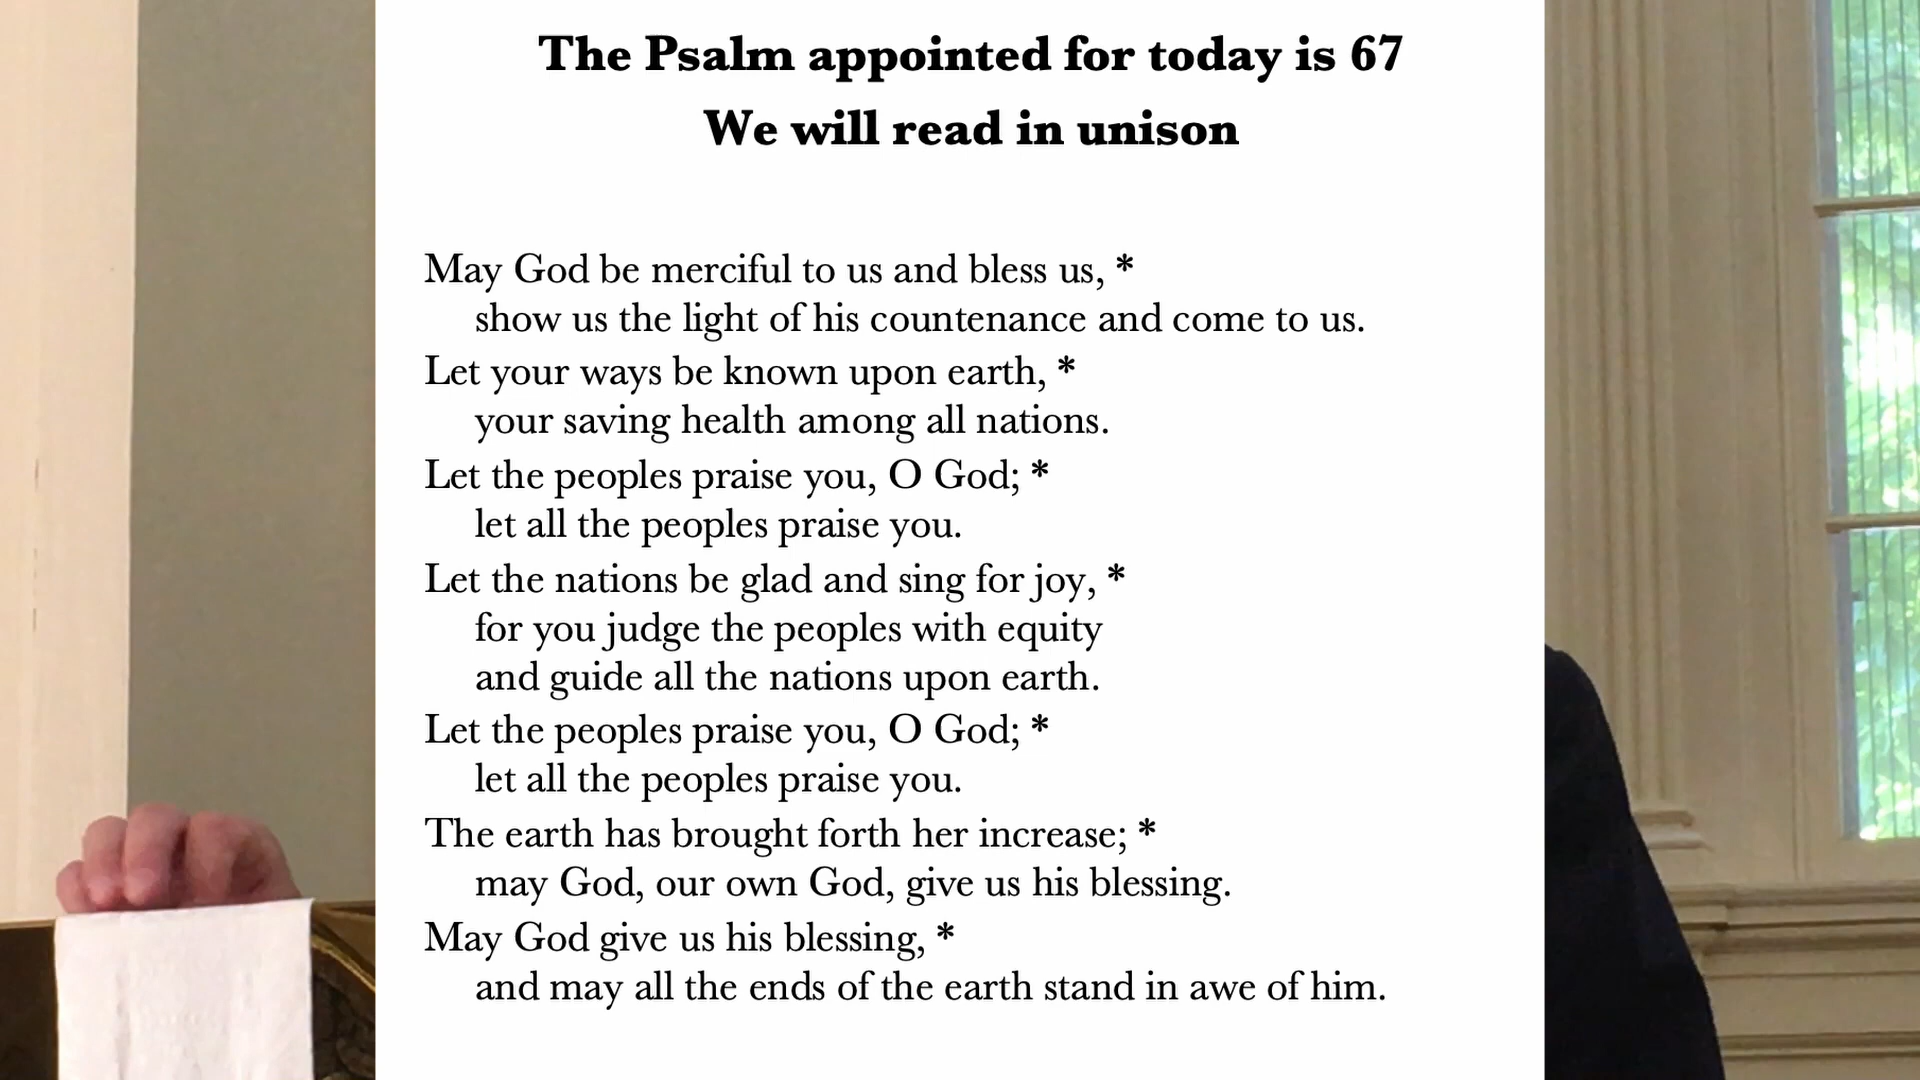 The Psalm appointed for today is 67
We will read in unison
May God be merciful to us and bless us, *
show us the light of his countenance and come to us.
Let your ways be known upon earth, *
your saving health among all nations.
Let the peoples praise you, O God; *
let all the peoples praise you.
Let the nations be glad and sing for joy, *
for you judge the peoples with equity
and guide all the nations upon earth.
Let the peoples praise you, O God; *
let all the peoples praise you.
The earth has brought forth her increase; *
may God, our own God, give us his blessing.
May God give us his blessing, *
and may all the ends of the earth stand in awe of him.